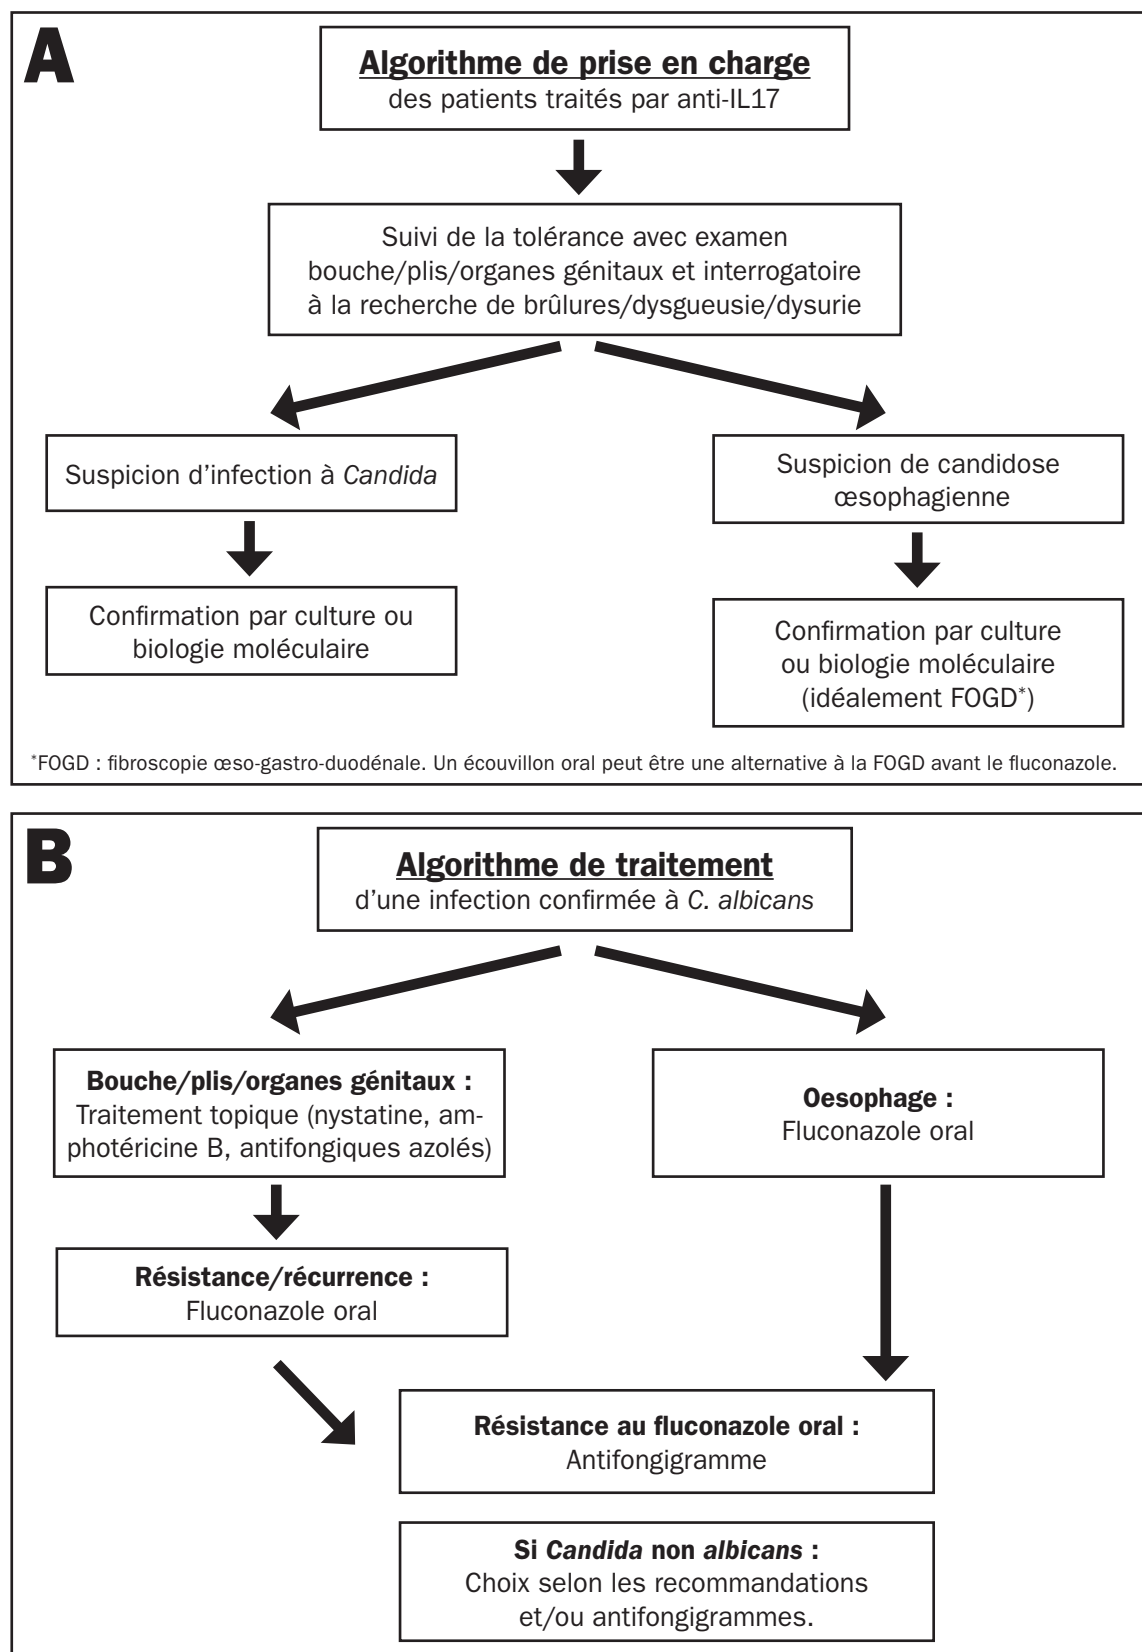 A
Algorithme de prise en charge
des patients traités par anti-IL17
Suivi de la tolérance avec examen
bouche/plis/organes génitaux et interrogatoire
à la recherche de brûlures/dysgueusie/dysurie
Suspicion d’infection à Candida
Confirmation par culture ou
biologie moléculaire
Suspicion de candidose
œsophagienne
Confirmation par culture
ou biologie moléculaire
(idéalement FOGD*)
*FOGD : fibroscopie œso-gastro-duodénale. Un écouvillon oral peut être une alternative à la FOGD avant le fluconazole.
B
Algorithme de traitement
d’une infection confirmée à C. albicans
Bouche/plis/organes génitaux :
Traitement topique (nystatine, am-
photéricine B, antifongiques azolés)
Résistance/récurrence :
Fluconazole oral
Oesophage :
Fluconazole oral
Résistance au fluconazole oral :
Antifongigramme
Si Candida non albicans :
Choix selon les recommandations
et/ou antifongigrammes.